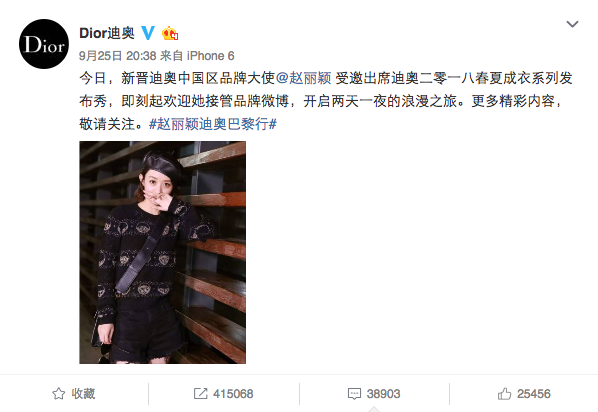 Dior
Dior迪奥
9月25日 20:38 来自 iPhone 6
今日，新晋迪奥中国区品牌大使@赵丽颖 受邀出席迪奥二零一八春夏成衣系列发
布秀，即刻起欢迎她接管品牌微博，开启两天一夜的浪漫之旅。更多精彩内容，
敬请关注。#赵丽颖迪奥巴黎行#
收藏
415068
38903
25456